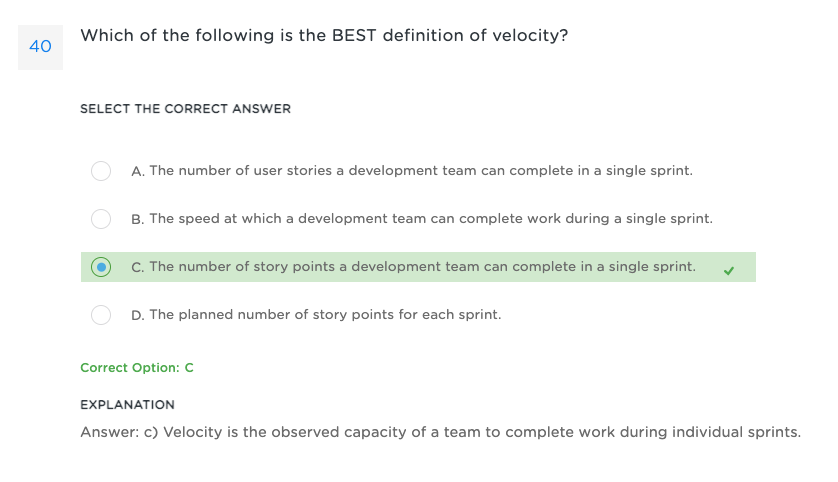 40
Which of the following is the BEST definition of velocity?
SELECT THE CORRECT ANSWER
A. The number of user stories a development team can complete in a single sprint.
B. The speed at which a development team can complete work during a single sprint.
C. The number of story points a development team can complete in a single sprint.
D. The planned number of story points for each sprint.
Correct Option: C
EXPLANATION
Answer: c) Velocity is the observed capacity of a team to complete work during individual sprints.